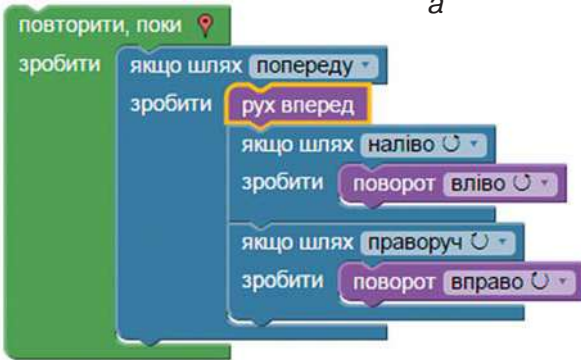 а
повторити, поки
зробити якщо шлях попереду
зробити рух вперед
якщо шлях наліво ↺
зробити поворот вліво ↺
якщо шлях праворуч ↻
зробити поворот вправо ↻